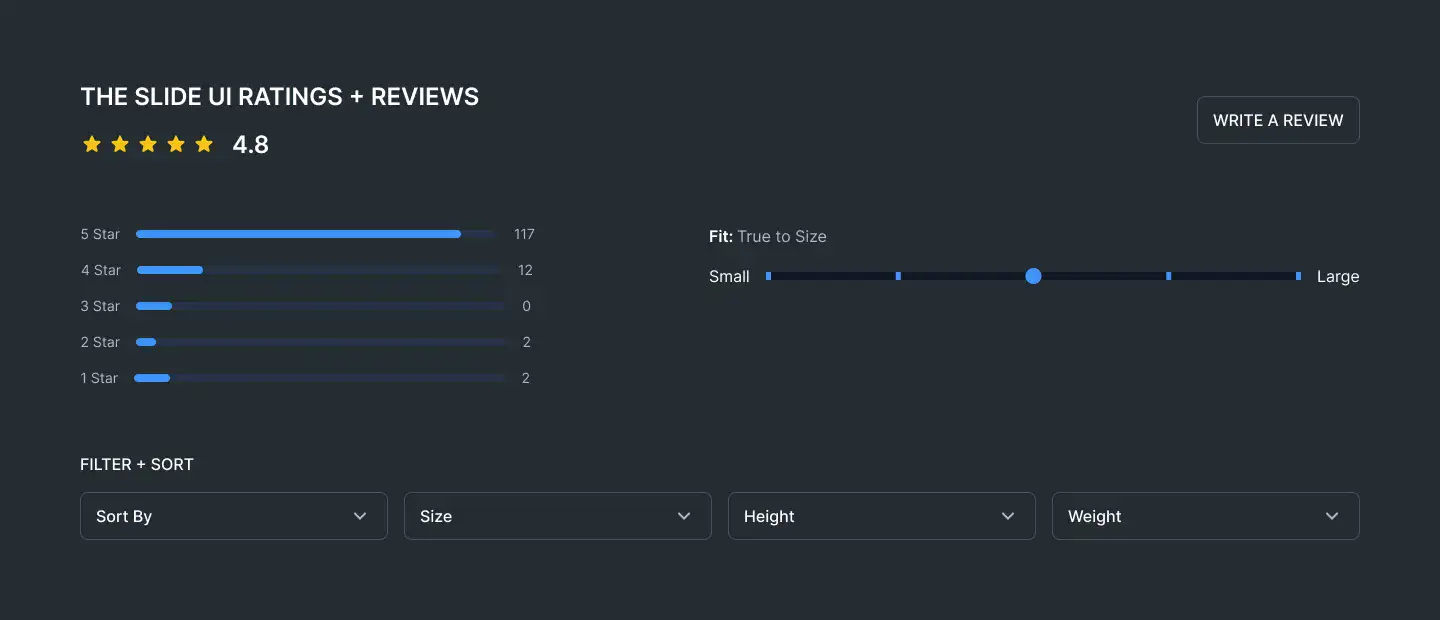 THE SLIDE UI RATINGS + REVIEWS
4.8
WRITE A REVIEW
5 Star 117
4 Star 12
3 Star 0
2 Star 2
1 Star 2
Fit: True to Size
Small Large
FILTER + SORT
Sort By
Size
Height
Weight